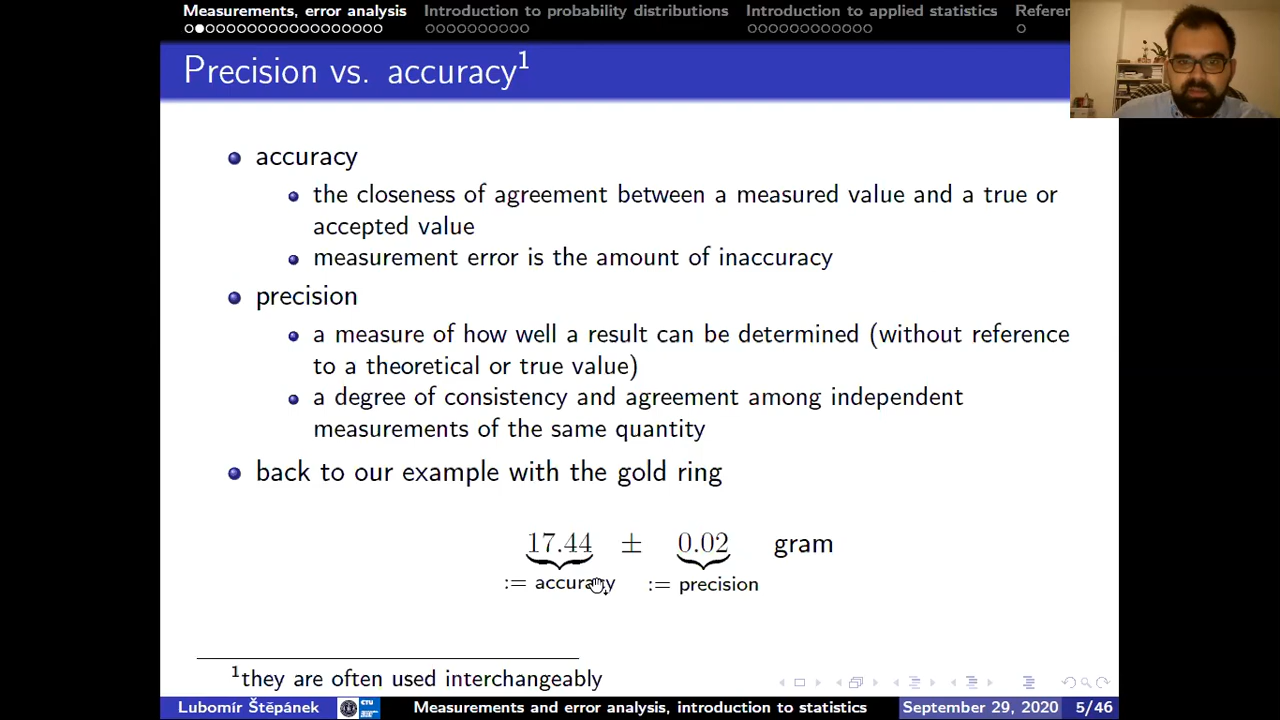 Measurements, error analysis Introduction to probability distributions Introduction to applied statistics Referen
Precision vs. accuracy1
accuracy
the closeness of agreement between a measured value and a true or
accepted value
measurement error is the amount of inaccuracy
precision
a measure of how well a result can be determined (without reference
to a theoretical or true value)
a degree of consistency and agreement among independent
measurements of the same quantity
back to our example with the gold ring
17.44 ± 0.02 gram
:= accuracy := precision
1they are often used interchangeably
Lubomír Štěpánek CTU Measurements and error analysis, introduction to statistics September 29, 2020 5/46